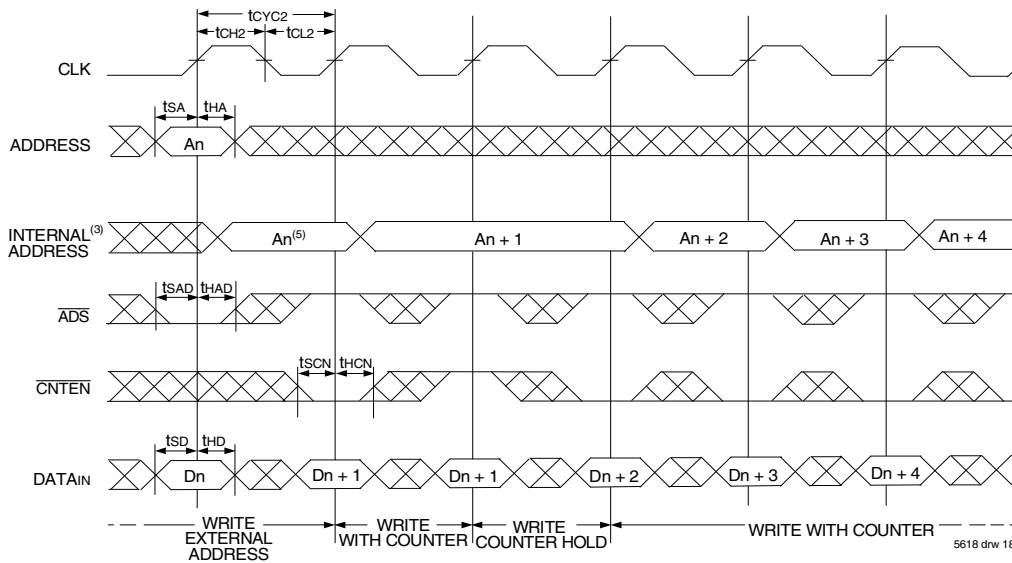 tCYC2
tCH2 tCL2
CLK
tSA tHA
ADDRESS An
INTERNAL(3)
ADDRESS
An(5) An + 1 An + 2 An + 3 An + 4
tSAD tHAD
ADS
tSCN tHCN
CNTEN
tSD tHD
DATAIN Dn Dn + 1 Dn + 1 Dn + 2 Dn + 3 Dn + 4
WRITE
EXTERNAL
ADDRESS
WRITE
WITH COUNTER
WRITE
COUNTER HOLD
WRITE WITH COUNTER
5618 drw 18